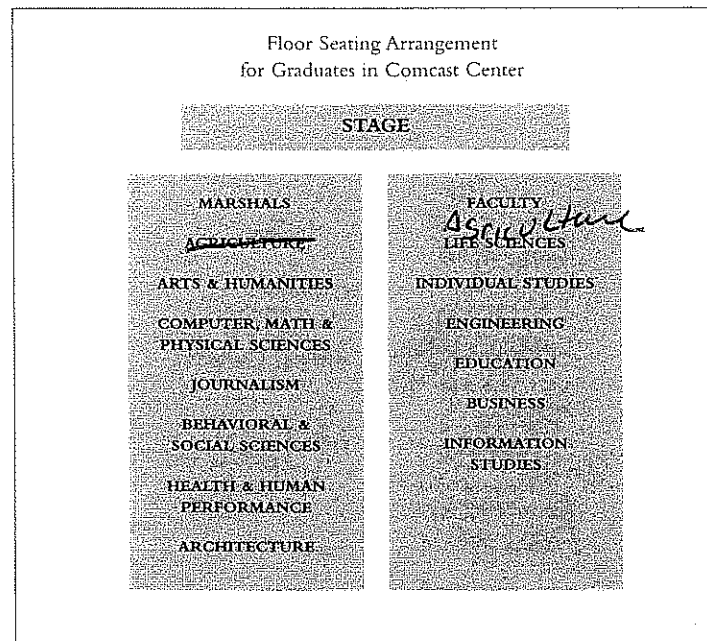 Floor Seating Arrangement
for Graduates in Comcast Center
STAGE
MARSHALS
AGRICULTURE
ARTS & HUMANITIES
COMPUTER, MATH &
PHYSICAL SCIENCES
JOURNALISM
BEHAVIORAL &
SOCIAL SCIENCES
HEALTH & HUMAN
PERFORMANCE
ARCHITECTURE
FACULTY
Agriculture
LIFE SCIENCES
INDIVIDUAL STUDIES
ENGINEERING
EDUCATION
BUSINESS
INFORMATION
STUDIES